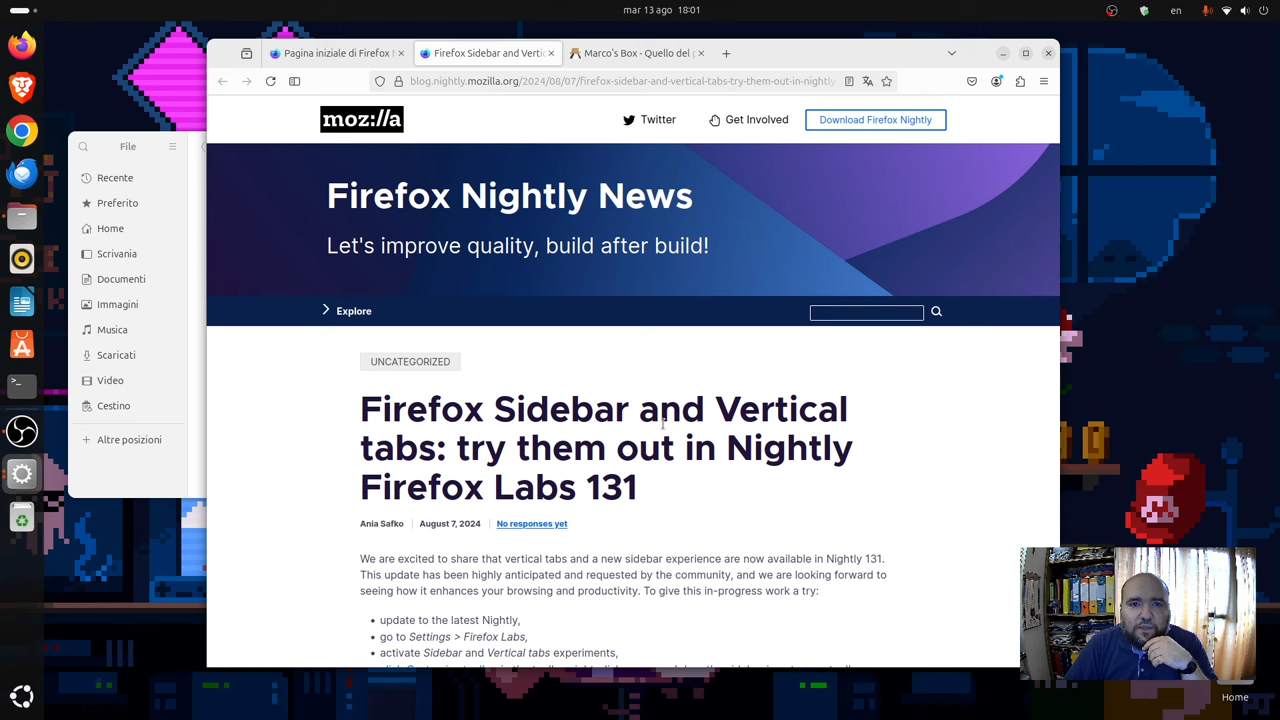 mar 13 ago 18:01
en
Pagina iniziale di Firefox
Firefox Sidebar and Vertic
Marco's Box - Quello del p
blog.nightly.mozilla.org/2024/08/07/firefox-sidebar-and-vertical-tabs-try-them-out-in-nightly
moz://a
Twitter
Get Involved
Download Firefox Nightly
File
Recente
Preferito
Home
Scrivania
Documenti
Immagini
Musica
Scaricati
Video
Cestino
Altre posizioni
Firefox Nightly News
Let's improve quality, build after build!
Explore
UNCATEGORIZED
Firefox Sidebar and Vertical
tabs: try them out in Nightly
Firefox Labs 131
Ania Safko
August 7, 2024
No responses yet
We are excited to share that vertical tabs and a new sidebar experience are now available in Nightly 131.
This update has been highly anticipated and requested by the community, and we are looking forward to
seeing how it enhances your browsing and productivity. To give this in-progress work a try:
• update to the latest Nightly,
• go to Settings > Firefox Labs,
• activate Sidebar and Vertical tabs experiments,
Home